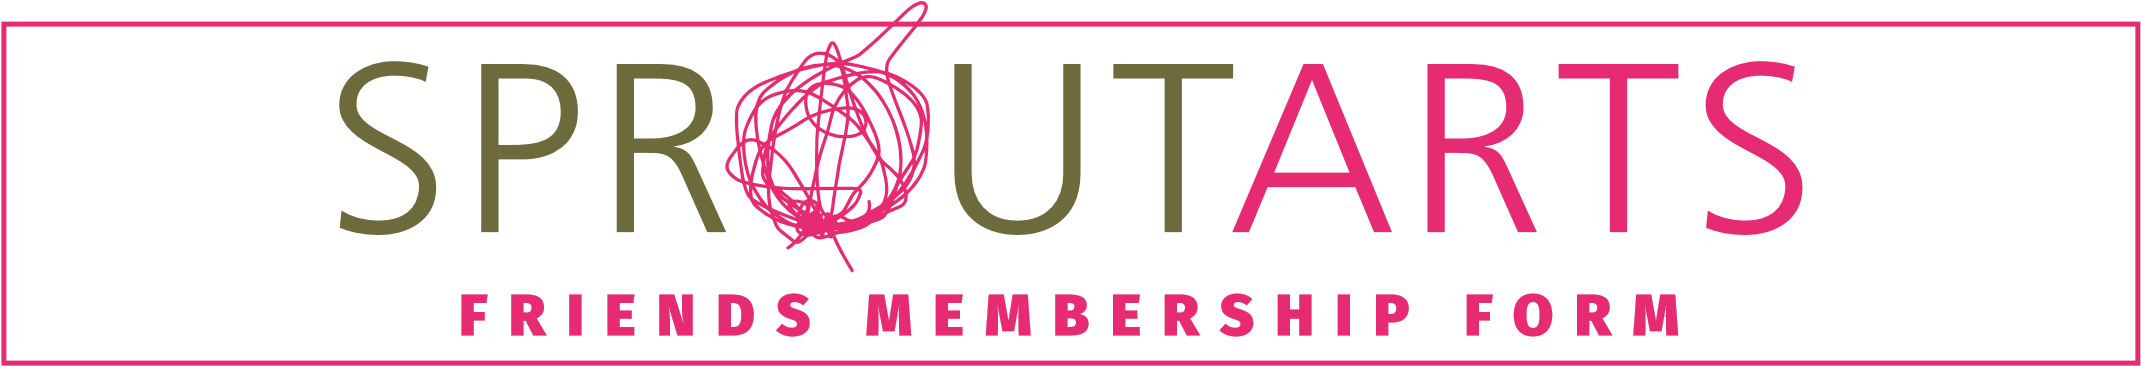 SPROUTARTS
FRIENDS MEMBERSHIP FORM